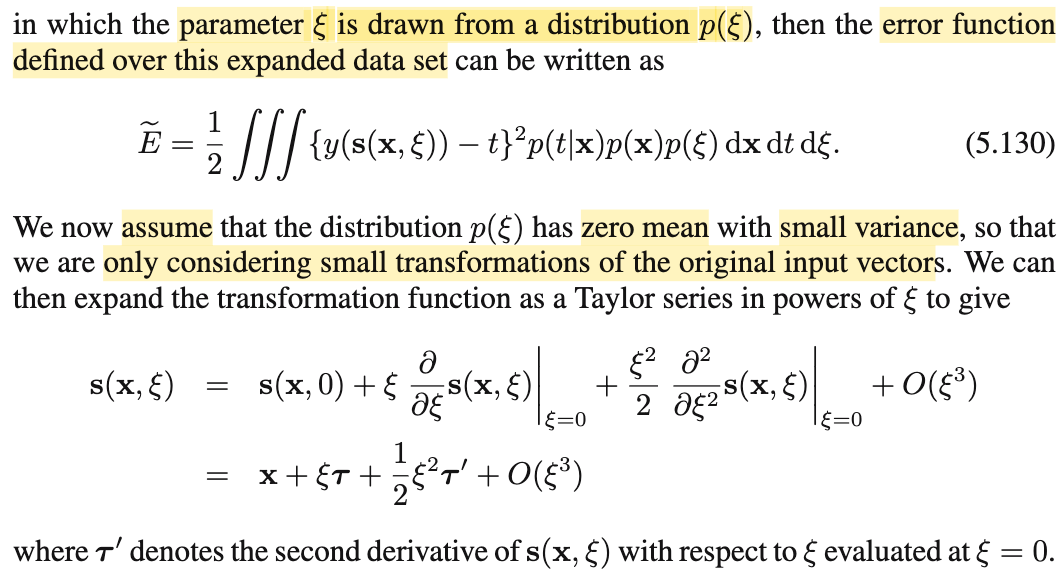 in which the parameter ξ is drawn from a distribution p(ξ), then the error function
defined over this expanded data set can be written as
Ẽ = 1/2 ∭ {y(s(x, ξ)) − t}²p(t|x)p(x)p(ξ) dx dt dξ. (5.130)
We now assume that the distribution p(ξ) has zero mean with small variance, so that
we are only considering small transformations of the original input vectors. We can
then expand the transformation function as a Taylor series in powers of ξ to give
s(x, ξ) = s(x, 0) + ξ ∂/∂ξ s(x, ξ)|ξ=0 + ξ²/2 ∂²/∂ξ² s(x, ξ)|ξ=0 + O(ξ³)
= x + ξτ + 1/2 ξ²τ′ + O(ξ³)
where τ′ denotes the second derivative of s(x, ξ) with respect to ξ evaluated at ξ = 0.